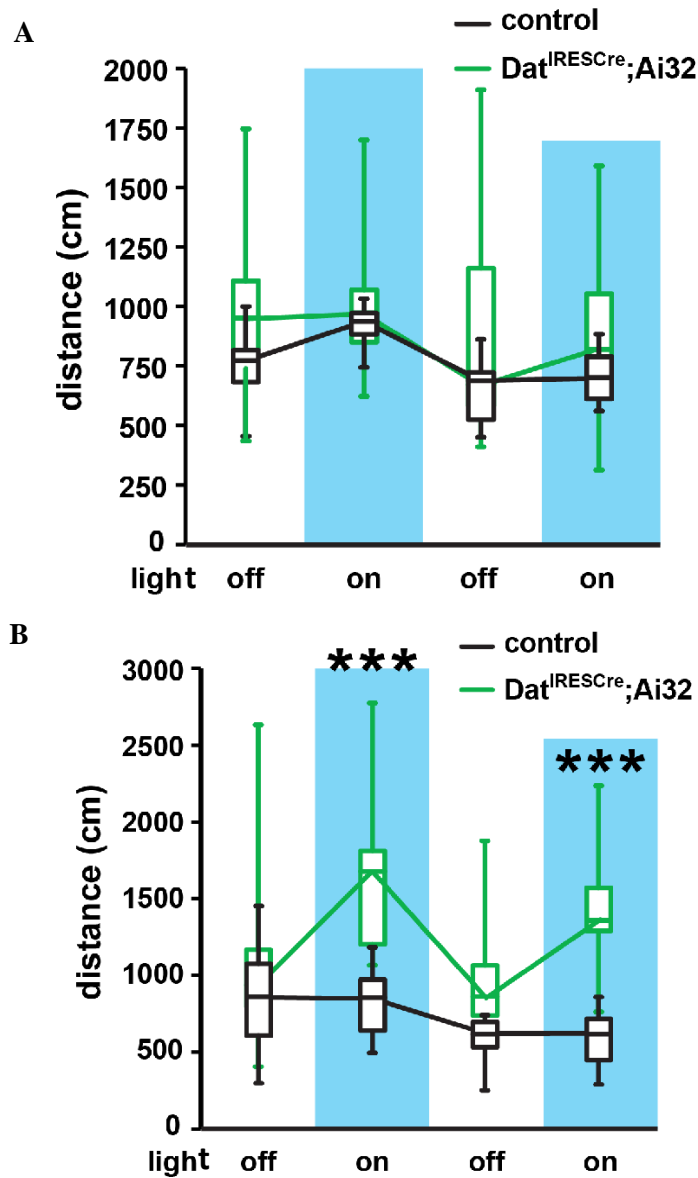 A
control
Dat^IRESCre;Ai32
2000
1750
1500
1250
1000
750
500
250
0
distance (cm)
light off on off on
B
control
Dat^IRESCre;Ai32
3000
2500
2000
1500
1000
500
0
distance (cm)
***
***
light off on off on